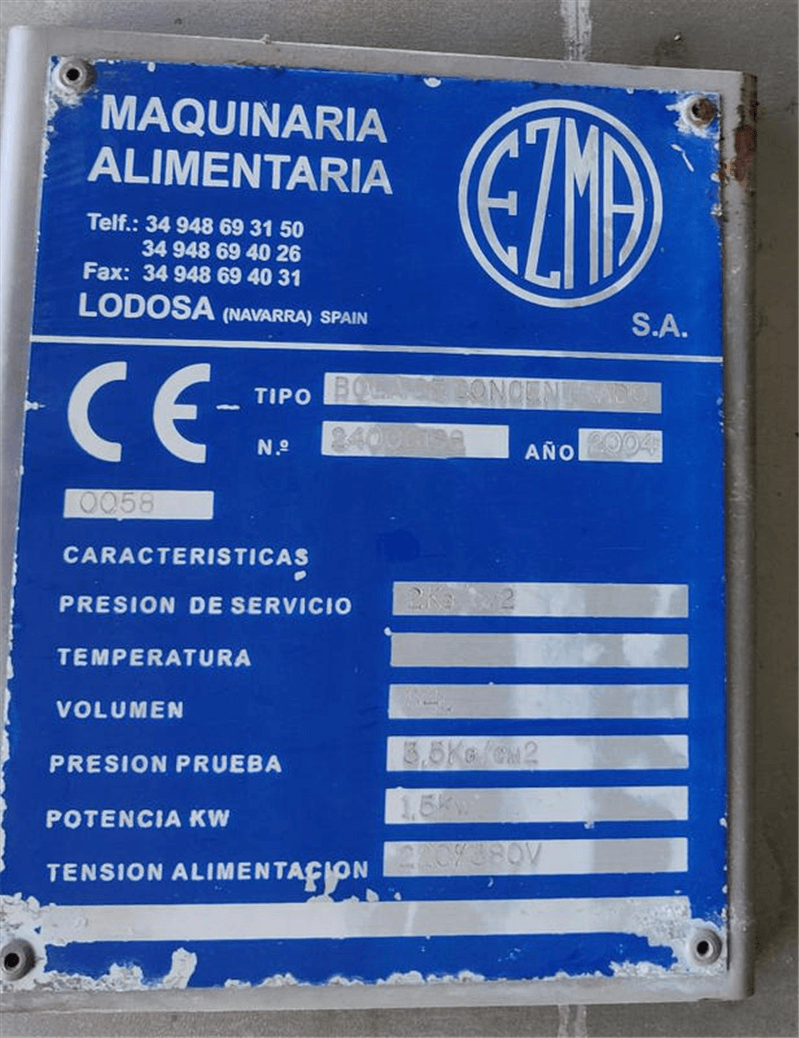 MAQUINARIA
ALIMENTARIA
EZMA
Telf.: 34 948 69 31 50
34 948 69 40 26
Fax: 34 948 69 40 31
LODOSA (NAVARRA) SPAIN
S.A.
CE
TIPO
N.º AÑO 2004
0058
CARACTERISTICAS
PRESION DE SERVICIO
TEMPERATURA
VOLUMEN
PRESION PRUEBA 3,5Kg/cm2
POTENCIA KW 1,5Kw
TENSION ALIMENTACION 220/380V